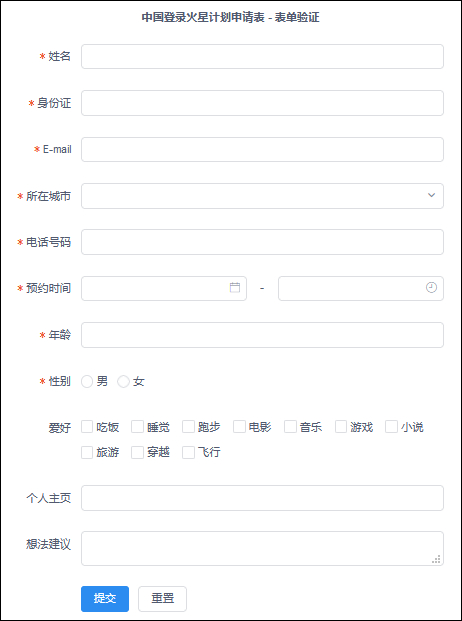 中国登录火星计划申请表 - 表单验证
* 姓名
* 身份证
* E-mail
* 所在城市
* 电话号码
* 预约时间 -
* 年龄
* 性别 男 女
爱好 吃饭 睡觉 跑步 电影 音乐 游戏 小说
旅游 穿越 飞行
个人主页
想法建议
提交 重置